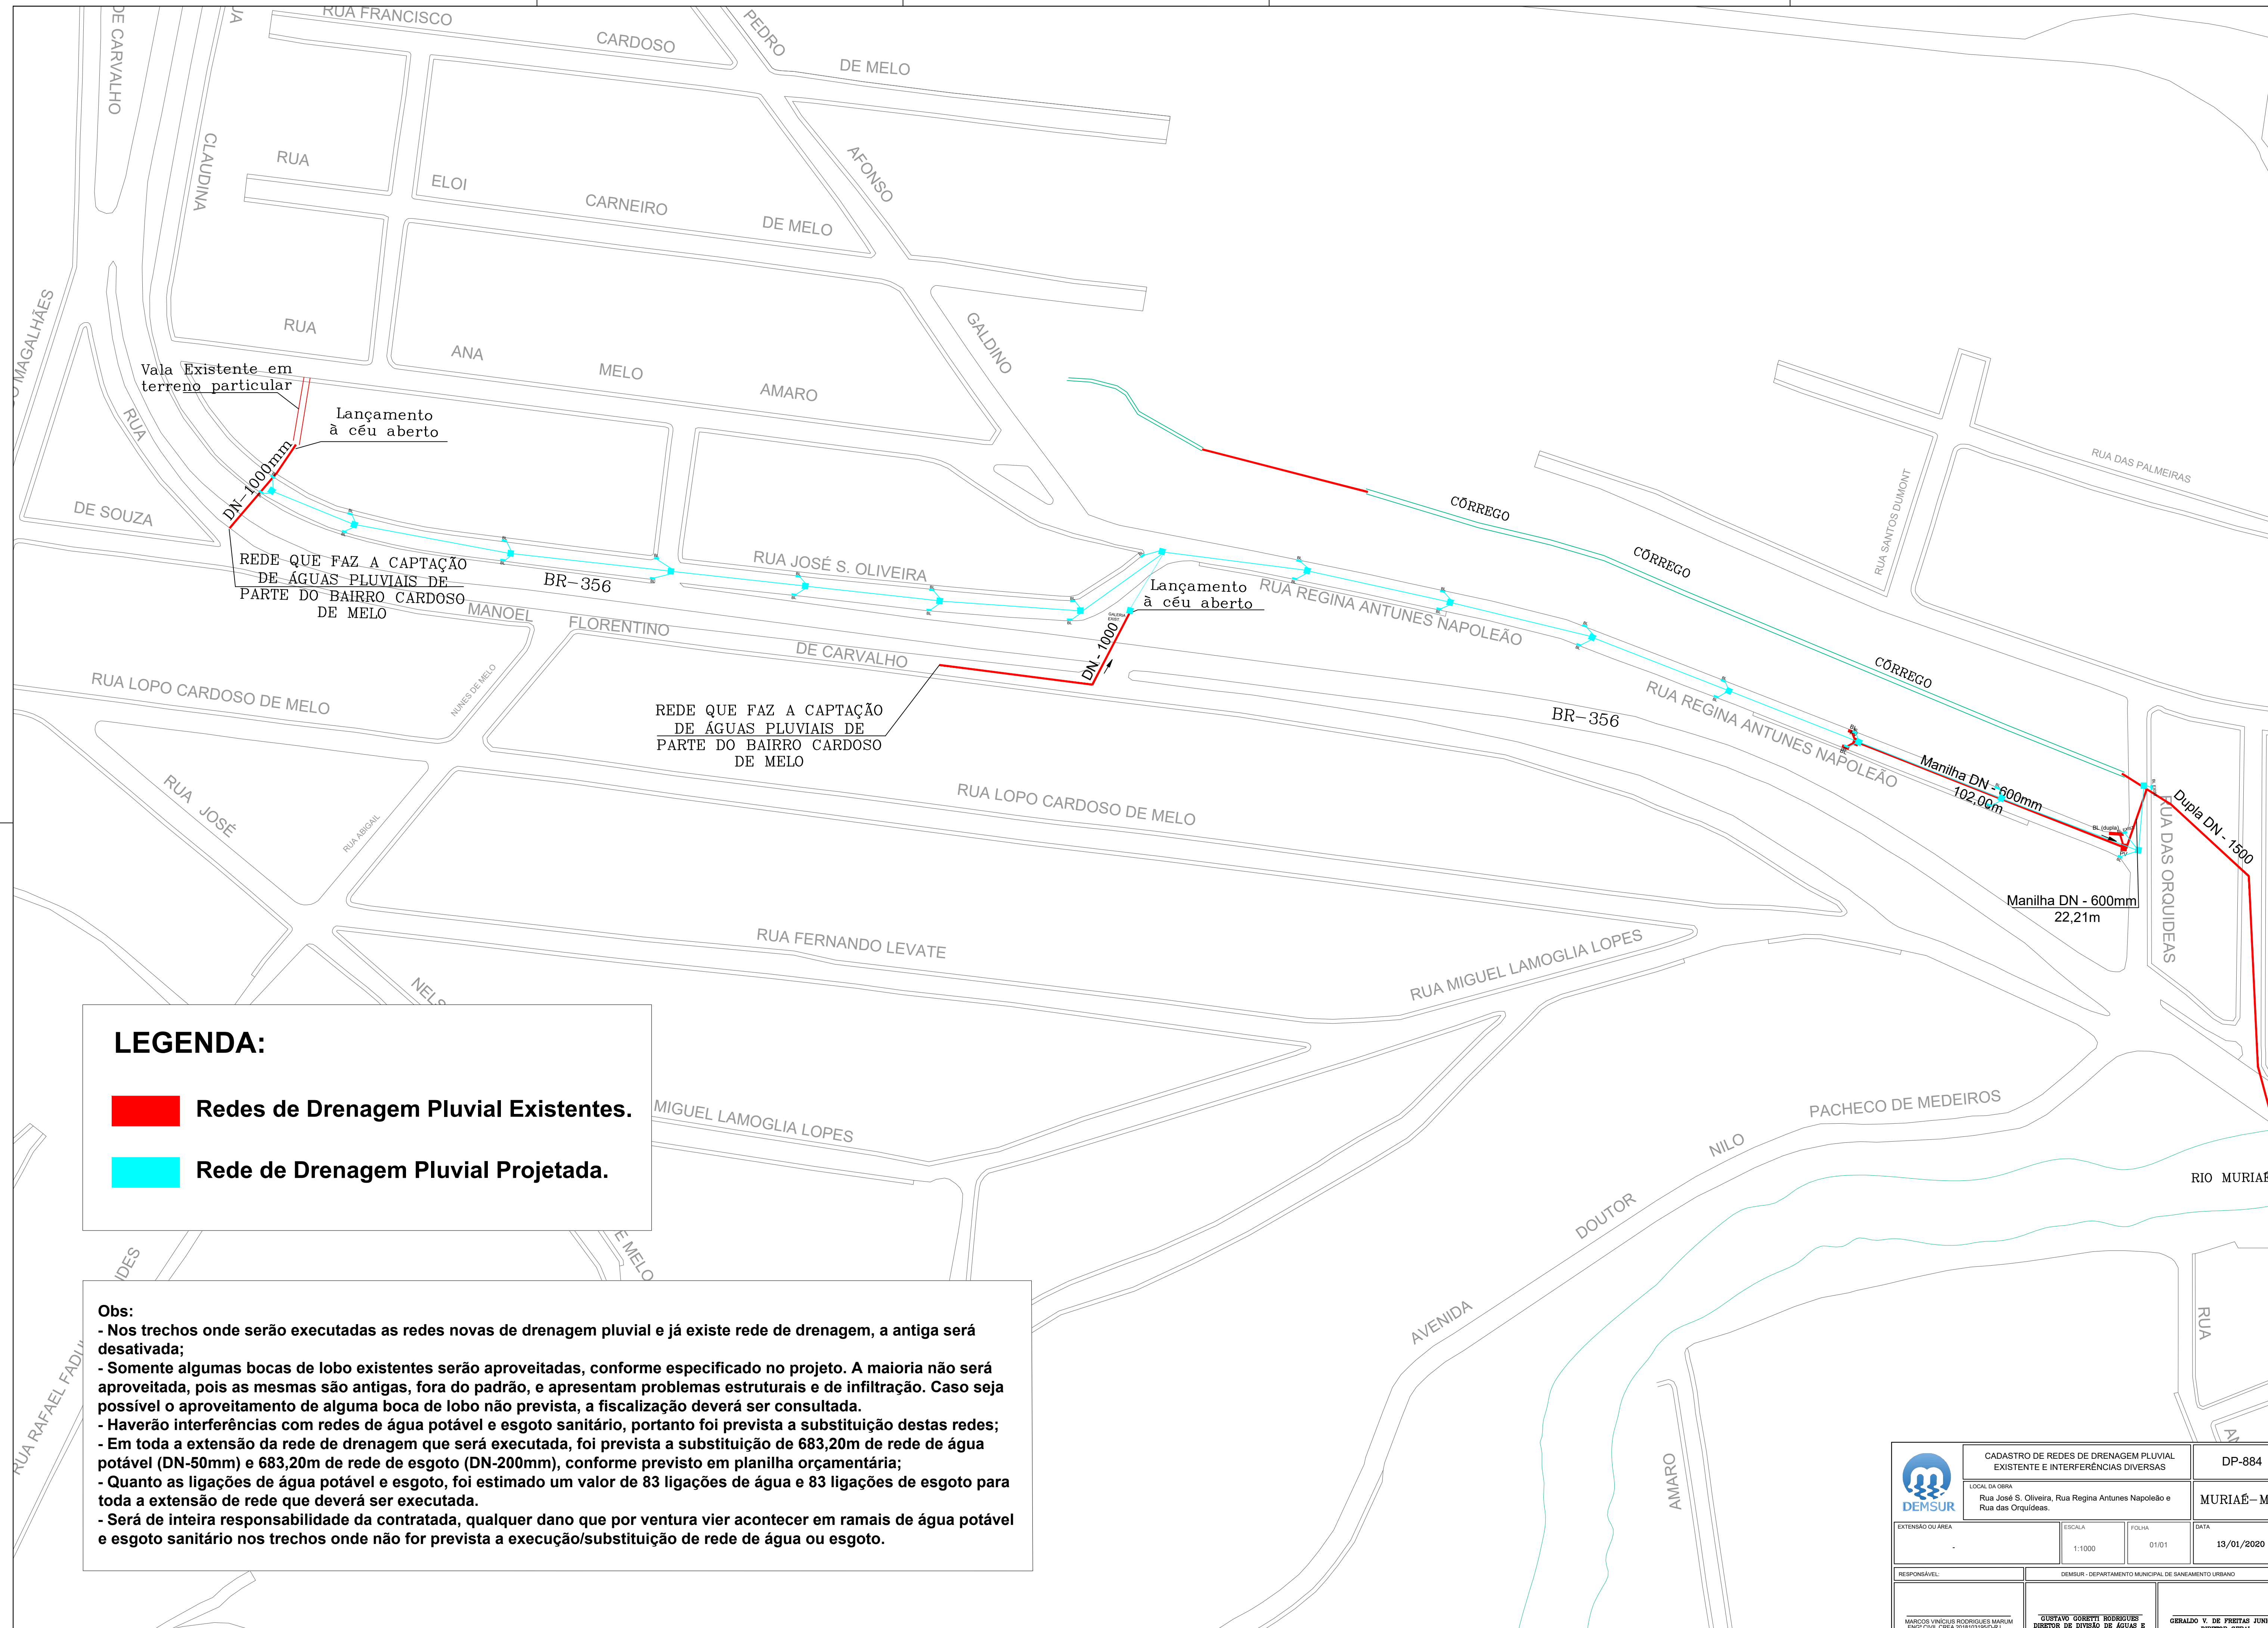 RUA FRANCISCO
CARDOSO
PEDRO
DE MELO
DE CARVALHO
UA
CLAUDINA
RUA
ELOI
CARNEIRO
DE MELO
AFONSO
GALDINO
O MAGALHÃES
RUA
ANA
MELO
AMARO
Vala Existente em
terreno particular
Lançamento
à céu aberto
RUA
DE SOUZA
DN-1000mm
REDE QUE FAZ A CAPTAÇÃO
DE ÁGUAS PLUVIAIS DE
PARTE DO BAIRRO CARDOSO
DE MELO
BR-356
RUA JOSÉ S. OLIVEIRA
MANOEL
FLORENTINO
DE CARVALHO
Lançamento
à céu aberto
DN - 1000
REDE QUE FAZ A CAPTAÇÃO
DE ÁGUAS PLUVIAIS DE
PARTE DO BAIRRO CARDOSO
DE MELO
RUA REGINA ANTUNES NAPOLEÃO
CÓRREGO
CÓRREGO
CÓRREGO
RUA SANTOS DUMONT
RUA DAS PALMEIRAS
RUA REGINA ANTUNES NAPOLEÃO
BR-356
Manilha DN - 600mm
102,00m
BL (dupla)
Dupla DN - 1500
RUA DAS ORQUIDEAS
Manilha DN - 600mm
22,21m
RUA LOPO CARDOSO DE MELO
NUNES DE MELO
RUA JOSÉ
RUA ABIGAIL
RUA LOPO CARDOSO DE MELO
RUA FERNANDO LEVATE
RUA MIGUEL LAMOGLIA LOPES
NELS
MIGUEL LAMOGLIA LOPES
E MELO
RUA RAFAEL FADUL
NDES
PACHECO DE MEDEIROS
NILO
DOUTOR
AVENIDA
RIO MURIAÉ
AMARO
RUA
LEGENDA:
Redes de Drenagem Pluvial Existentes.
Rede de Drenagem Pluvial Projetada.
Obs:
- Nos trechos onde serão executadas as redes novas de drenagem pluvial e já existe rede de drenagem, a antiga será
desativada;
- Somente algumas bocas de lobo existentes serão aproveitadas, conforme especificado no projeto. A maioria não será
aproveitada, pois as mesmas são antigas, fora do padrão, e apresentam problemas estruturais e de infiltração. Caso seja
possível o aproveitamento de alguma boca de lobo não prevista, a fiscalização deverá ser consultada.
- Haverão interferências com redes de água potável e esgoto sanitário, portanto foi prevista a substituição destas redes;
- Em toda a extensão da rede de drenagem que será executada, foi prevista a substituição de 683,20m de rede de água
potável (DN-50mm) e 683,20m de rede de esgoto (DN-200mm), conforme previsto em planilha orçamentária;
- Quanto as ligações de água potável e esgoto, foi estimado um valor de 83 ligações de água e 83 ligações de esgoto para
toda a extensão de rede que deverá ser executada.
- Será de inteira responsabilidade da contratada, qualquer dano que por ventura vier acontecer em ramais de água potável
e esgoto sanitário nos trechos onde não for prevista a execução/substituição de rede de água ou esgoto.
DEMSUR
CADASTRO DE REDES DE DRENAGEM PLUVIAL
EXISTENTE E INTERFERÊNCIAS DIVERSAS
DP-884
LOCAL DA OBRA
Rua José S. Oliveira, Rua Regina Antunes Napoleão e
Rua das Orquídeas.
MURIAÉ-M
EXTENSÃO OU ÁREA
-
ESCALA
1:1000
FOLHA
01/01
DATA
13/01/2020
RESPONSÁVEL:
DEMSUR - DEPARTAMENTO MUNICIPAL DE SANEAMENTO URBANO
MARCOS VINÍCIUS RODRIGUES MARUM
GUSTAVO GORETTI RODRIGUES
DIRETOR DE DIVISÃO DE ÁGUAS E
GERALDO V. DE FREITAS JUN